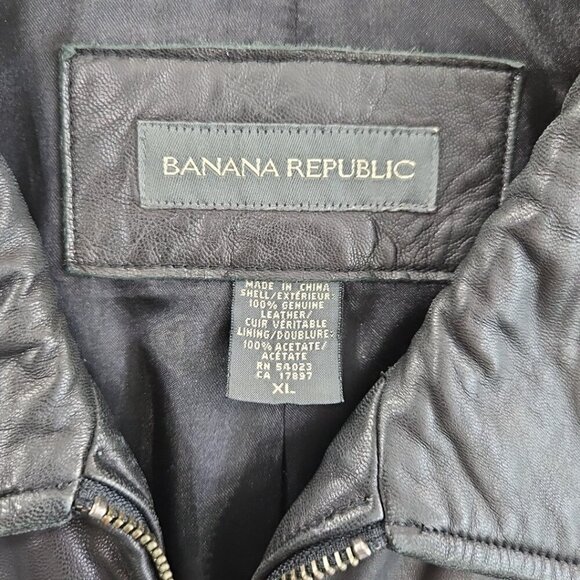 BANANA REPUBLIC
MADE IN CHINA
SHELL/EXTÉRIEUR:
100% GENUINE
LEATHER/
CUIR VÉRITABLE
LINING/DOUBLURE:
100% ACETATE/
ACÉTATE
RN 54023
CA 17897
XL